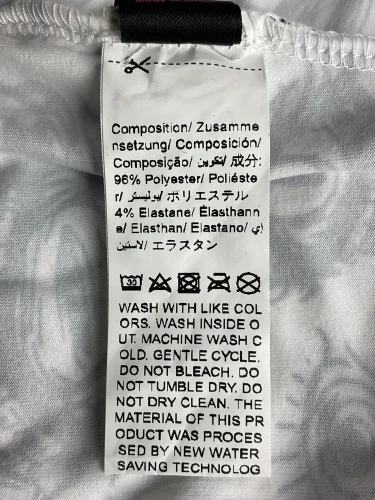 Composition/ Zusamme
nsetzung/ Composición/
Composição/ تكوين/ 成分:
96% Polyester/ Poliéste
r/ بوليستر/ ポリエステル
4% Elastane/ Élasthann
e/ Elasthan/ Elastano/ إي
لاستين/ エラスタン
30
WASH WITH LIKE COL
ORS. WASH INSIDE O
UT. MACHINE WASH C
OLD. GENTLE CYCLE.
DO NOT BLEACH. DO
NOT TUMBLE DRY. DO
NOT DRY CLEAN. THE
MATERIAL OF THIS PR
ODUCT WAS PROCES
SED BY NEW WATER
SAVING TECHNOLOG